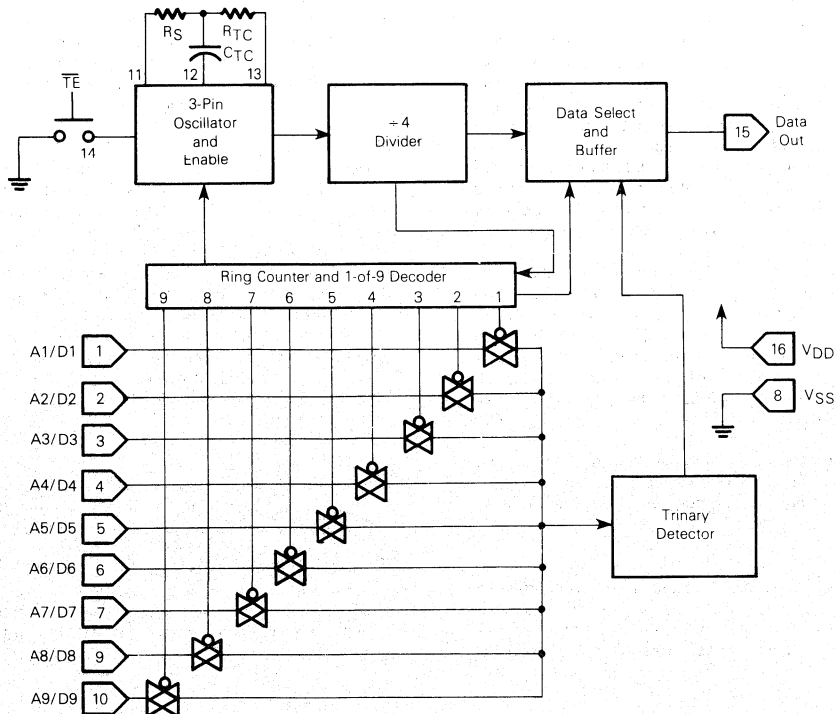 RS RTC
CTC
11 12 13
TE
14
3-Pin
Oscillator
and
Enable
÷4
Divider
Data Select
and
Buffer
15
Data
Out
Ring Counter and 1-of-9 Decoder
9 8 7 6 5 4 3 2 1
A1/D1 1
A2/D2 2
A3/D3 3
A4/D4 4
A5/D5 5
A6/D6 6
A7/D7 7
A8/D8 9
A9/D9 10
16 VDD
8 VSS
Trinary
Detector